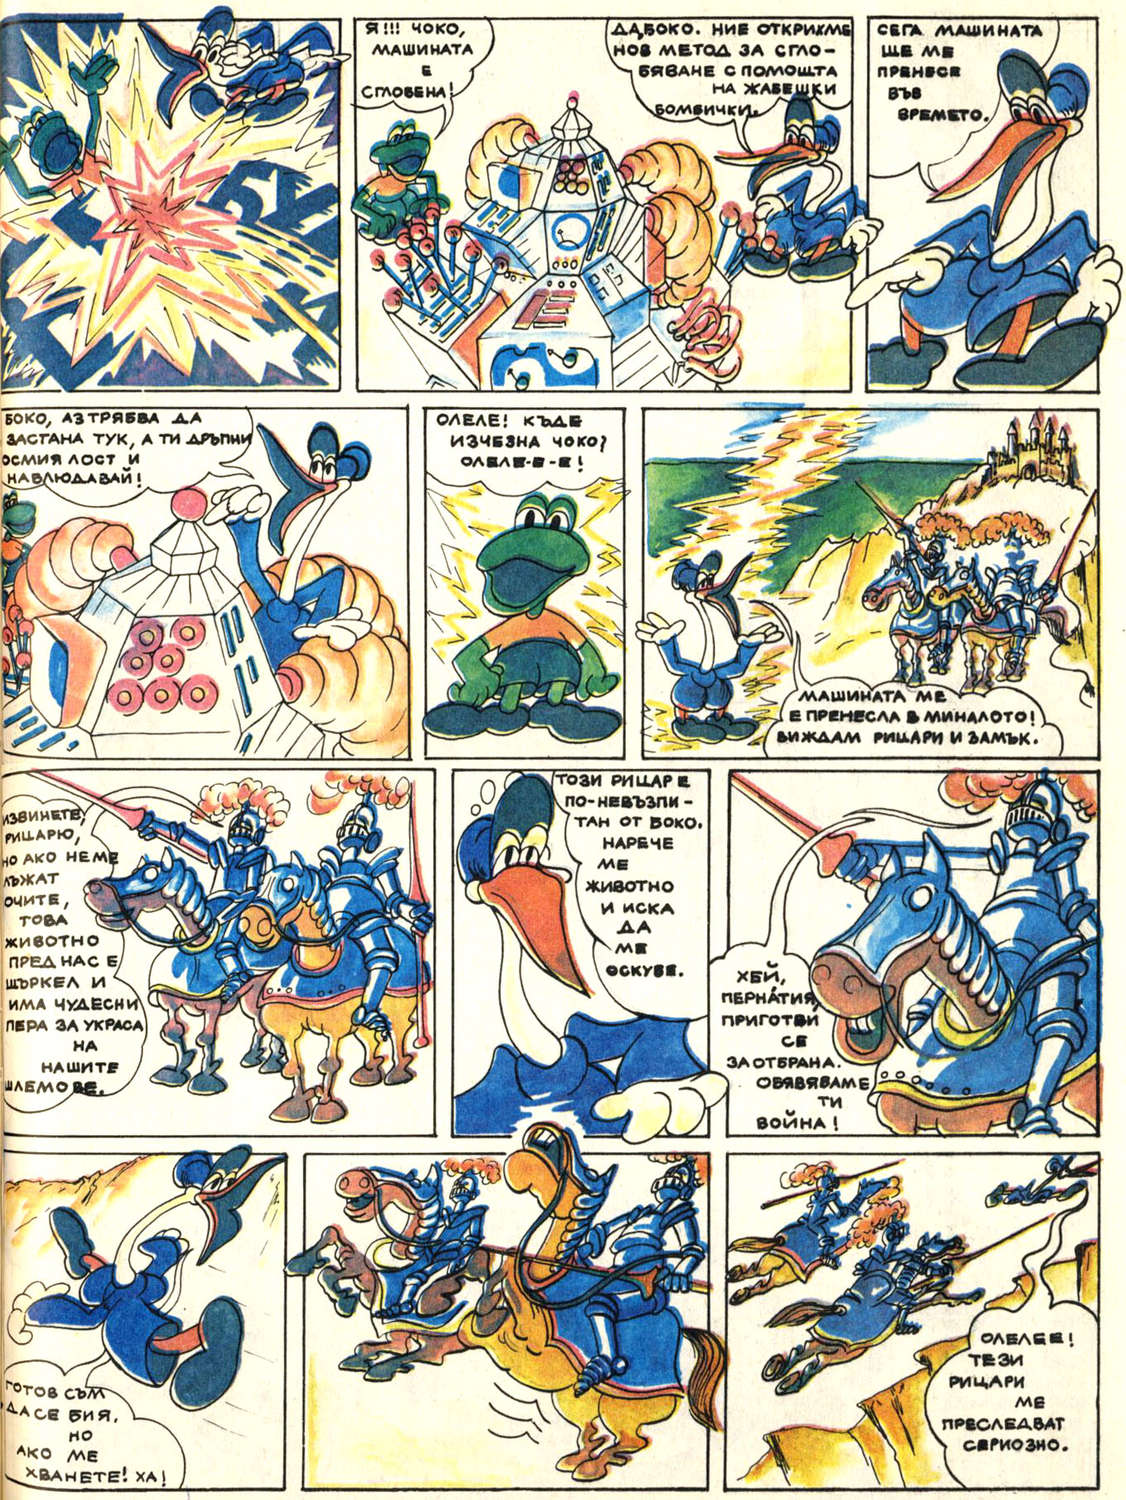 БУХ
Я!!! ЧОКО,
МАШИНАТА
Е
СГЛОБЕНА!
ДА, БОКО. НИЕ ОТКРИХМЕ
НОВ МЕТОД ЗА СГЛО-
БЯВАНЕ С ПОМОЩТА
НА ЖАБЕШКИ
БОМБИЧКИ.
СЕГА МАШИНАТА
ЩЕ МЕ
ПРЕНЕСЕ
ВЪВ
ВРЕМЕТО.
БОКО, АЗ ТРЯБВА ДА
ЗАСТАНА ТУК, А ТИ ДРЪПНИ
ОСМИЯ ЛОСТ И
НАБЛЮДАВАЙ!
ОЛЕЛЕ! КЪДЕ
ИЗЧЕЗНА ЧОКО?
ОЛЕЛЕ-Е-Е!
МАШИНАТА МЕ
Е ПРЕНЕСЛА В МИНАЛОТО!
ВИЖДАМ РИЦАРИ И ЗАМЪК.
ИЗВИНЕТЕ,
РИЦАРЮ,
НО АКО НЕ МЕ
ЛЪЖАТ
ОЧИТЕ,
ТОВА
ЖИВОТНО
ПРЕД НАС Е
ЩЪРКЕЛ И
ИМА ЧУДЕСНИ
ПЕРА ЗА УКРАСА
НА
НАШИТЕ
ШЛЕМОВЕ.
ТОЗИ РИЦАР Е
ПО-НЕВЪЗПИ-
ТАН ОТ БОКО.
НАРЕЧЕ
МЕ
ЖИВОТНО
И ИСКА
ДА
МЕ
ОСКУБЕ.
ХЕЙ,
ПЕРНАТИЯ,
ПРИГОТВИ
СЕ
ЗА ОТБРАНА.
ОБЯВЯВАМЕ
ТИ
ВОЙНА!
ГОТОВ СЪМ
ДА СЕ БИЯ,
НО
АКО МЕ
ХВАНЕТЕ! ХА!
ОЛЕЛЕЕ!
ТЕЗИ
РИЦАРИ
МЕ
ПРЕСЛЕДВАТ
СЕРИОЗНО.